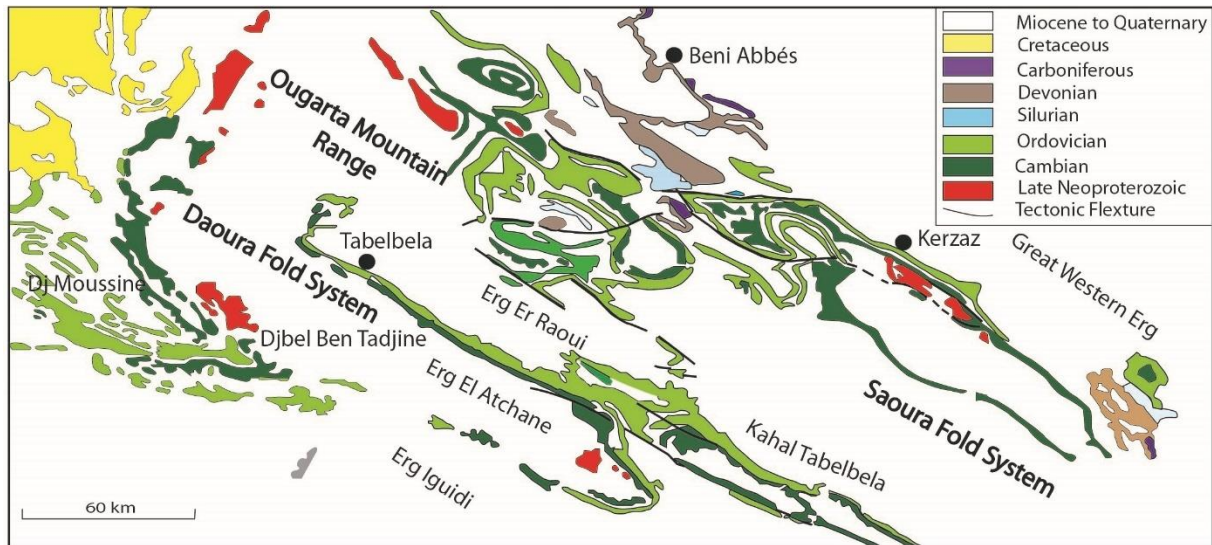 Miocene to Quaternary
Cretaceous
Carboniferous
Devonian
Silurian
Ordovician
Cambian
Late Neoproterozoic
Tectonic Flexture
Beni Abbés
Ougarta Mountain
Range
Daoura Fold System
Tabelbela
Kerzaz
Great Western Erg
Dj Moussine
Djbel Ben Tadjine
Erg Er Raoui
Erg El Atchane
Erg Iguidi
Kahal Tabelbela
Saoura Fold System
60 km